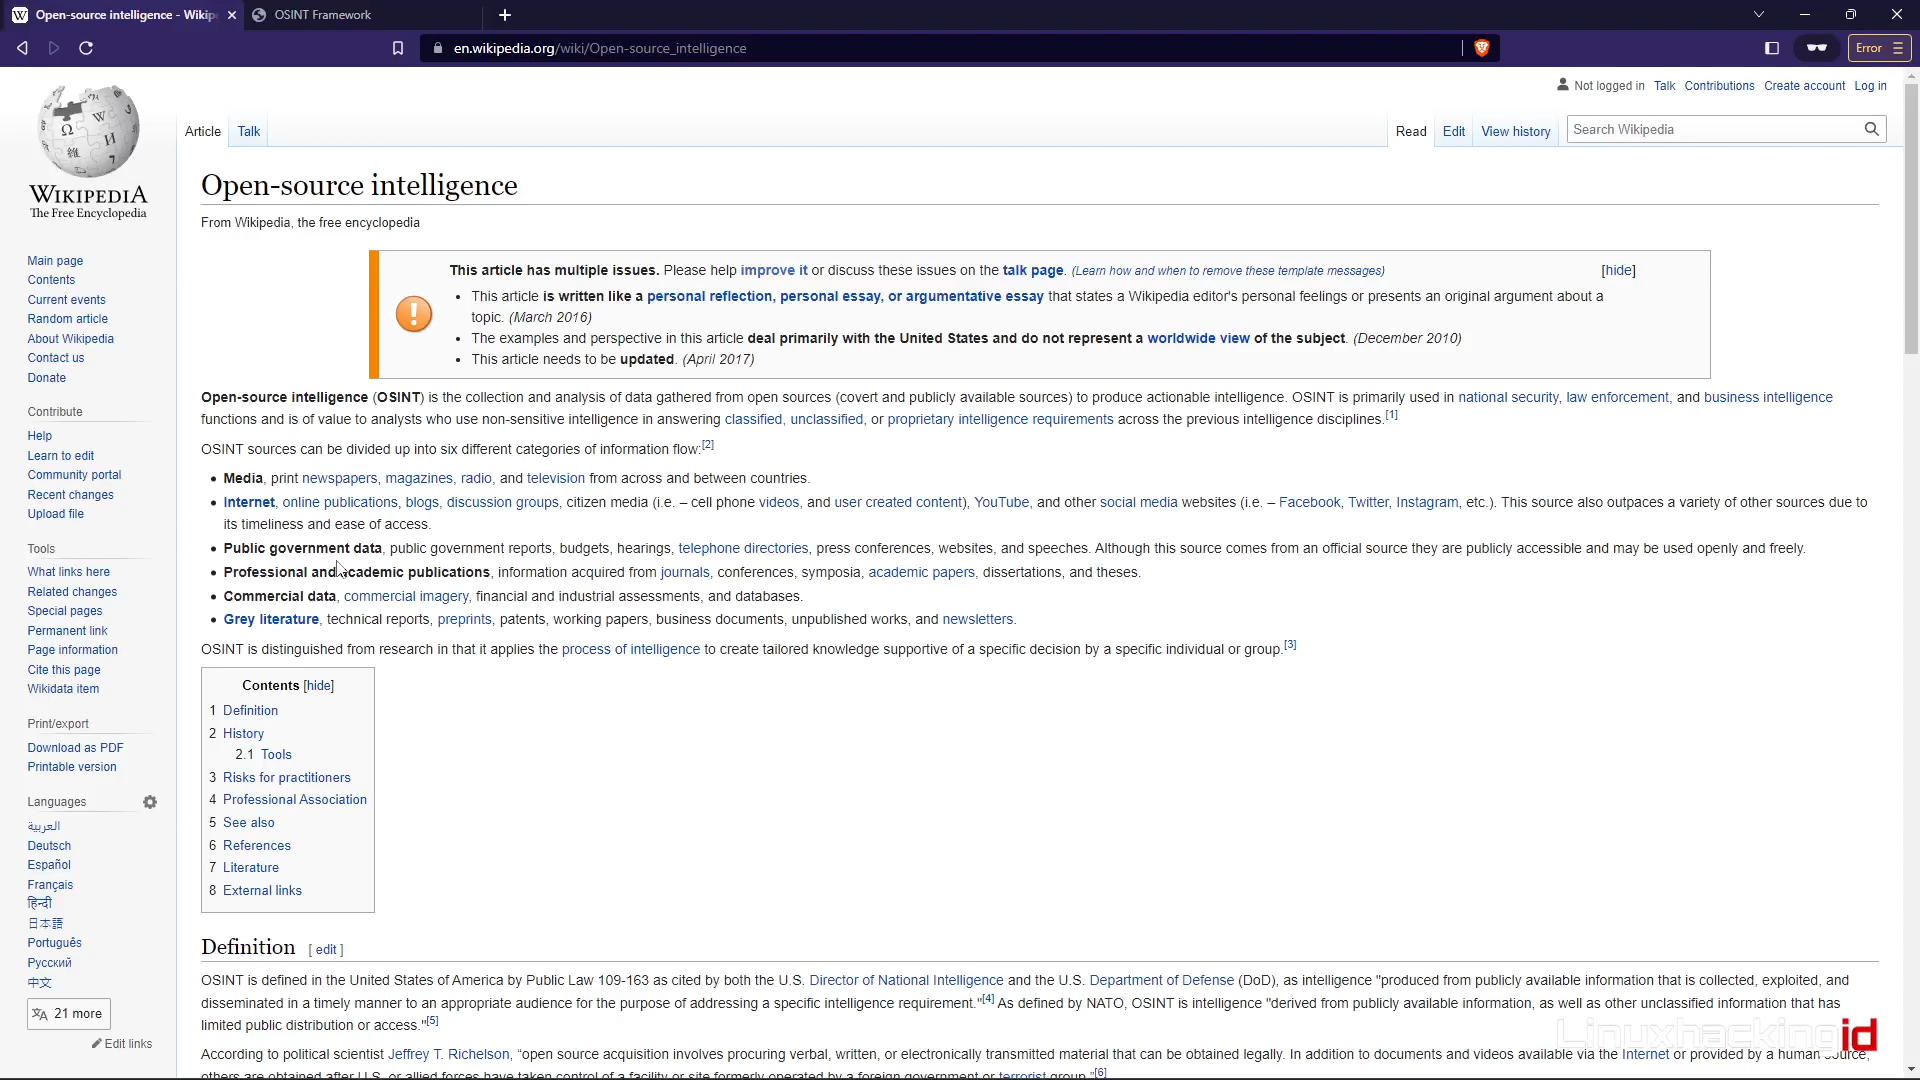 Open-source intelligence - Wikip
OSINT Framework
en.wikipedia.org/wiki/Open-source_intelligence
Error
Not logged in Talk Contributions Create account Log in
WIKIPEDIA
The Free Encyclopedia
Article Talk
Read Edit View history Search Wikipedia
Main page
Contents
Current events
Random article
About Wikipedia
Contact us
Donate
Contribute
Help
Learn to edit
Community portal
Recent changes
Upload file
Tools
What links here
Related changes
Special pages
Permanent link
Page information
Cite this page
Wikidata item
Print/export
Download as PDF
Printable version
Languages
العربية
Deutsch
Español
Français
हिन्दी
日本語
Português
Русский
中文
21 more
Edit links
Open-source intelligence
From Wikipedia, the free encyclopedia
This article has multiple issues. Please help improve it or discuss these issues on the talk page. (Learn how and when to remove these template messages) [hide]
• This article is written like a personal reflection, personal essay, or argumentative essay that states a Wikipedia editor's personal feelings or presents an original argument about a
topic. (March 2016)
• The examples and perspective in this article deal primarily with the United States and do not represent a worldwide view of the subject. (December 2010)
• This article needs to be updated. (April 2017)
Open-source intelligence (OSINT) is the collection and analysis of data gathered from open sources (covert and publicly available sources) to produce actionable intelligence. OSINT is primarily used in national security, law enforcement, and business intelligence
functions and is of value to analysts who use non-sensitive intelligence in answering classified, unclassified, or proprietary intelligence requirements across the previous intelligence disciplines.[1]
OSINT sources can be divided up into six different categories of information flow:[2]
• Media, print newspapers, magazines, radio, and television from across and between countries.
• Internet, online publications, blogs, discussion groups, citizen media (i.e. – cell phone videos, and user created content), YouTube, and other social media websites (i.e. – Facebook, Twitter, Instagram, etc.). This source also outpaces a variety of other sources due to
its timeliness and ease of access.
• Public government data, public government reports, budgets, hearings, telephone directories, press conferences, websites, and speeches. Although this source comes from an official source they are publicly accessible and may be used openly and freely.
• Professional and academic publications, information acquired from journals, conferences, symposia, academic papers, dissertations, and theses.
• Commercial data, commercial imagery, financial and industrial assessments, and databases.
• Grey literature, technical reports, preprints, patents, working papers, business documents, unpublished works, and newsletters.
OSINT is distinguished from research in that it applies the process of intelligence to create tailored knowledge supportive of a specific decision by a specific individual or group.[3]
Contents [hide]
1 Definition
2 History
2.1 Tools
3 Risks for practitioners
4 Professional Association
5 See also
6 References
7 Literature
8 External links
Definition [ edit ]
OSINT is defined in the United States of America by Public Law 109-163 as cited by both the U.S. Director of National Intelligence and the U.S. Department of Defense (DoD), as intelligence "produced from publicly available information that is collected, exploited, and
disseminated in a timely manner to an appropriate audience for the purpose of addressing a specific intelligence requirement."[4] As defined by NATO, OSINT is intelligence "derived from publicly available information, as well as other unclassified information that has
limited public distribution or access."[5]
According to political scientist Jeffrey T. Richelson, “open source acquisition involves procuring verbal, written, or electronically transmitted material that can be obtained legally. In addition to documents and videos available via the Internet or provided by a human source,
others are obtained after U.S. or allied forces have taken control of a facility or site formerly operated by a foreign government or terrorist group.”[6]
Linuxhackingid